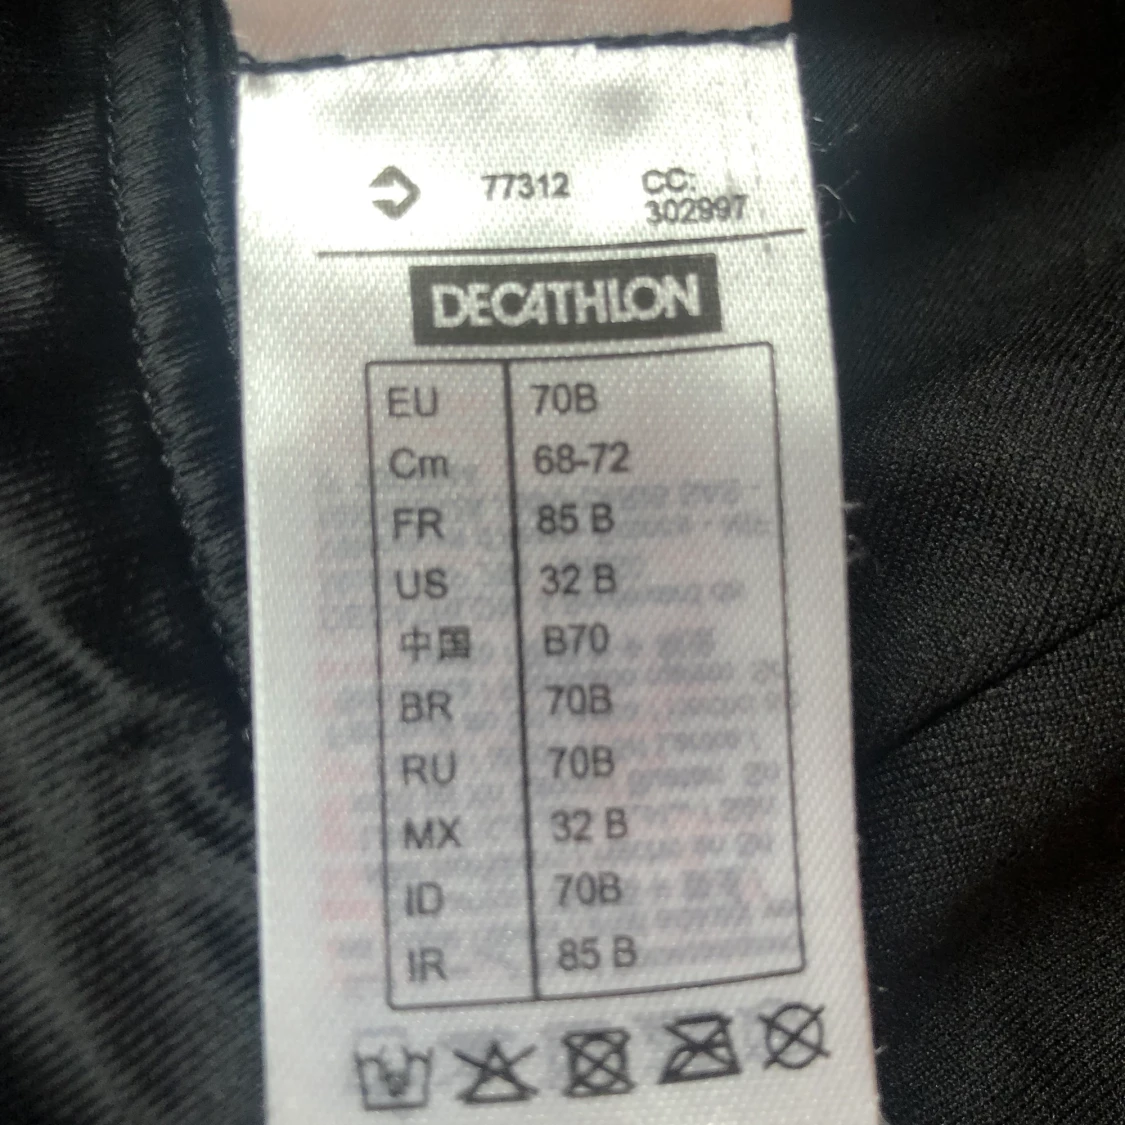 77312 CC:
302997
DECATHLON
EU 70B
Cm 68-72
FR 85 B
US 32 B
中国 B70
BR 70B
RU 70B
MX 32 B
ID 70B
IR 85 B